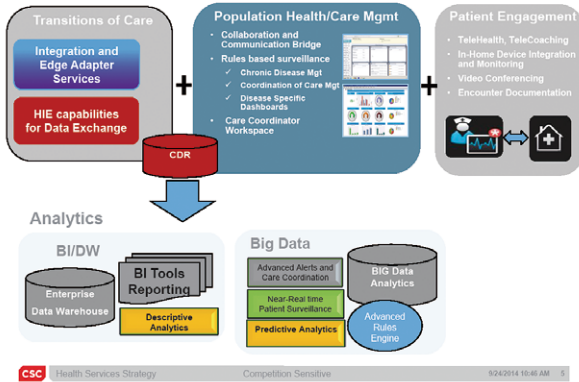 Transitions of Care
Integration and
Edge Adapter
Services
HIE capabilities
for Data Exchange
+
Population Health/Care Mgmt
• Collaboration and
Communication Bridge
• Rules based surveillance
✓ Chronic Disease Mgt
✓ Coordination of Care Mgt
✓ Disease Specific
Dashboards
• Care Coordinator
Workspace
+
Patient Engagement
• TeleHealth, TeleCoaching
• In-Home Device Integration
and Monitoring
• Video Conferencing
• Encounter Documentation
CDR
Analytics
BI/DW
Enterprise
Data Warehouse
BI Tools
Reporting
Descriptive
Analytics
Big Data
Advanced Alerts and
Care Coordination
Near-Real time
Patient Surveillance
Predictive Analytics
BIG Data
Analytics
Advanced
Rules
Engine
CSC Health Services Strategy Competition Sensitive 9/24/2014 10:46 AM 5